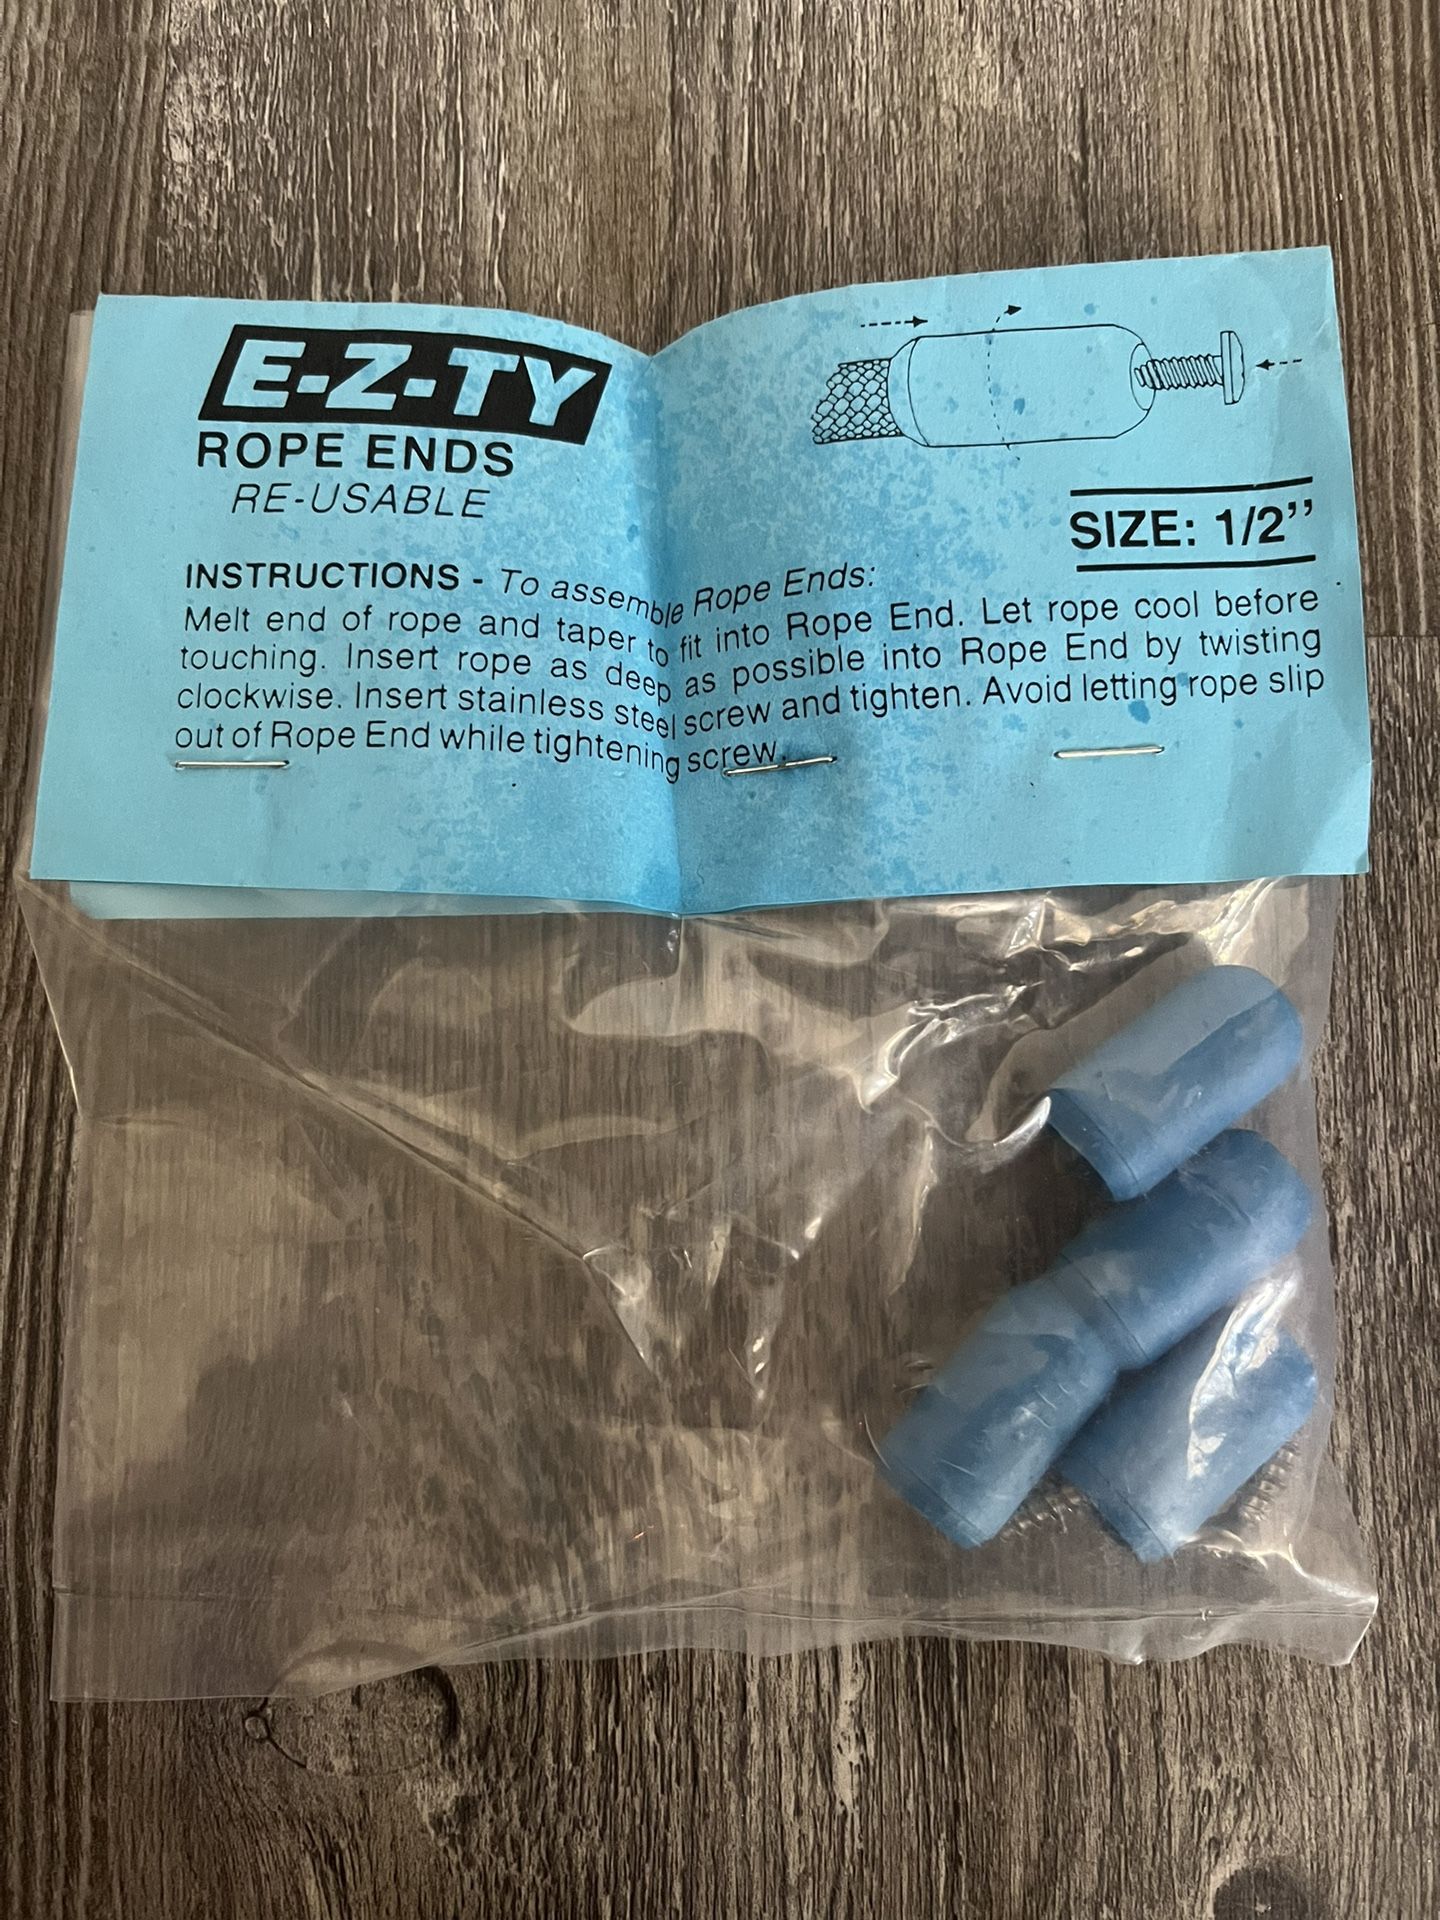 E-Z-TY
ROPE ENDS
RE-USABLE
SIZE: 1/2’’
INSTRUCTIONS - To assemble Rope Ends:
Melt end of rope and taper to fit into Rope End. Let rope cool before
touching. Insert rope as deep as possible into Rope End by twisting
clockwise. Insert stainless steel screw and tighten. Avoid letting rope slip
out of Rope End while tightening screw.